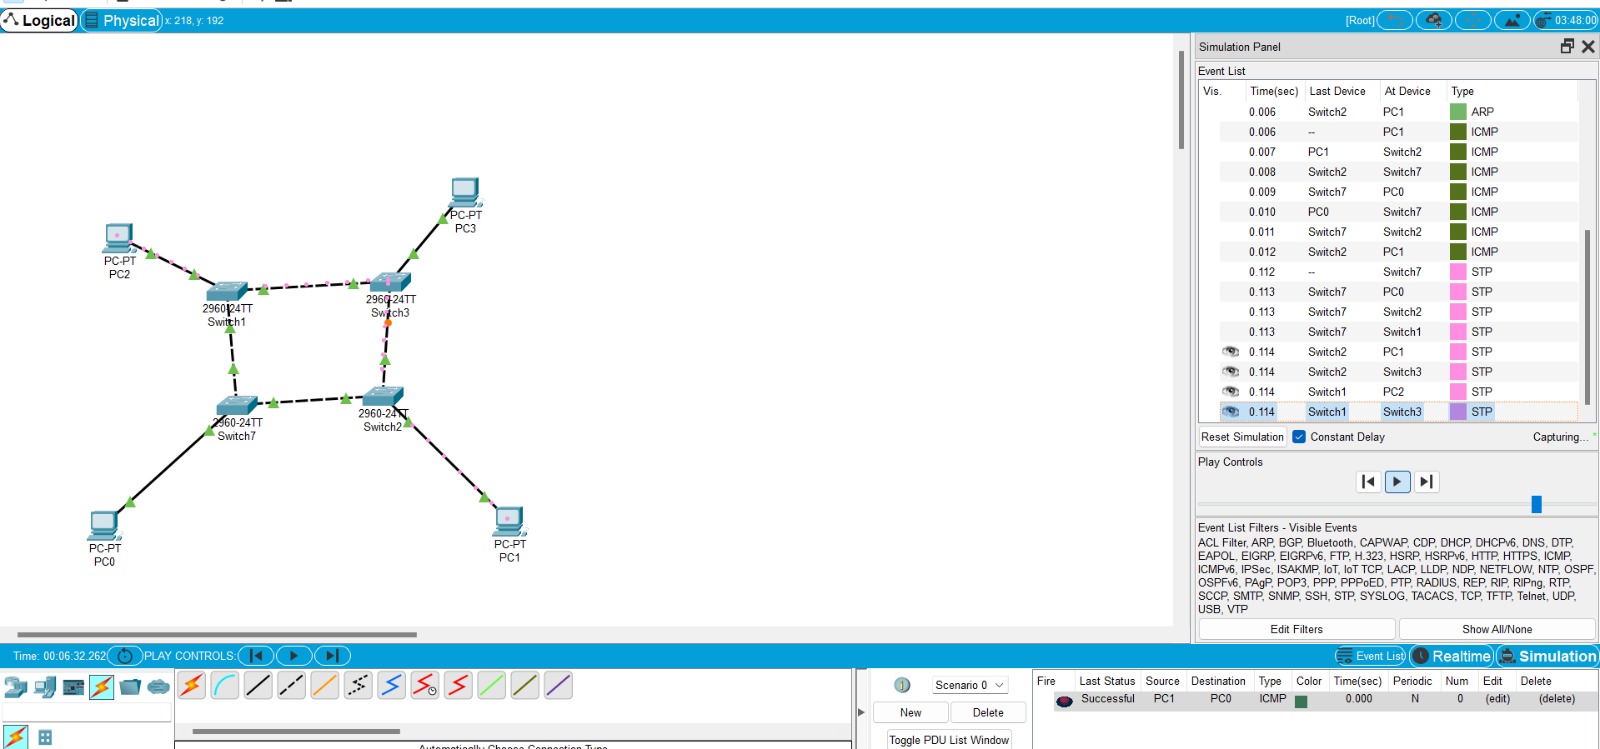 Logical Physical x: 218, y: 192 [Root] 03:48:00
Simulation Panel
Event List
Vis. Time(sec) Last Device At Device Type
0.006 Switch2 PC1 ARP
0.006 -- PC1 ICMP
0.007 PC1 Switch2 ICMP
0.008 Switch2 Switch7 ICMP
0.009 Switch7 PC0 ICMP
0.010 PC0 Switch7 ICMP
0.011 Switch7 Switch2 ICMP
0.012 Switch2 PC1 ICMP
0.112 -- Switch7 STP
0.113 Switch7 PC0 STP
0.113 Switch7 Switch2 STP
0.113 Switch7 Switch1 STP
0.114 Switch2 PC1 STP
0.114 Switch2 Switch3 STP
0.114 Switch1 PC2 STP
0.114 Switch1 Switch3 STP
Reset Simulation Constant Delay Capturing...
Play Controls
Event List Filters - Visible Events
ACL Filter, ARP, BGP, Bluetooth, CAPWAP, CDP, DHCP, DHCPv6, DNS, DTP,
EAPOL, EIGRP, EIGRPv6, FTP, H.323, HSRP, HSRPv6, HTTP, HTTPS, ICMP,
ICMPv6, IPSec, ISAKMP, IoT, IoT TCP, LACP, LLDP, NDP, NETFLOW, NTP, OSPF,
OSPFv6, PAgP, POP3, PPP, PPPoED, PTP, RADIUS, REP, RIP, RIPng, RTP,
SCCP, SMTP, SNMP, SSH, STP, SYSLOG, TACACS, TCP, TFTP, Telnet, UDP,
USB, VTP
Edit Filters Show All/None
PC-PT
PC3
PC-PT
PC2
2960-24TT
Switch1
2960-24TT
Switch3
2960-24TT
Switch7
2960-24TT
Switch2
PC-PT
PC0
PC-PT
PC1
Time: 00:06:32.262 PLAY CONTROLS: Event List Realtime Simulation
Scenario 0
New Delete
Toggle PDU List Window
Fire Last Status Source Destination Type Color Time(sec) Periodic Num Edit Delete
Successful PC1 PC0 ICMP 0.000 N 0 (edit) (delete)
Automatically Choose Connection Type